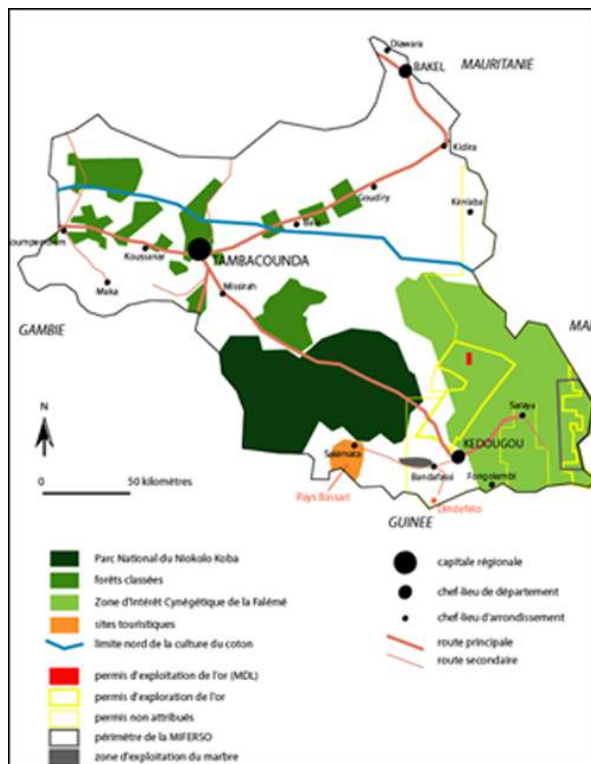 Diawara
BAKEL
MAURITANIE
Kidira
Goudiry
Kéniaba
Koussanar
TAMBACOUNDA
Maka
Missirah
GAMBIE
MA
Saraya
N
Salémata
KEDOUGOU
0 50 kilomètres
Bandafassi
Fongolembi
Pays Bassari
Dindefelo
GUINEE
Parc National du Niokolo Koba
forêts classées
Zone d'Intérêt Cynégétique de la Falémé
sites touristiques
limite nord de la culture du coton
permis d'exploitation de l'or (MDL)
permis d'exploration de l'or
permis non attribués
périmètre de la MIFERSO
zone d'exploitation du marbre
capitale régionale
chef-lieu de département
chef-lieu d'arrondissement
route principale
route secondaire